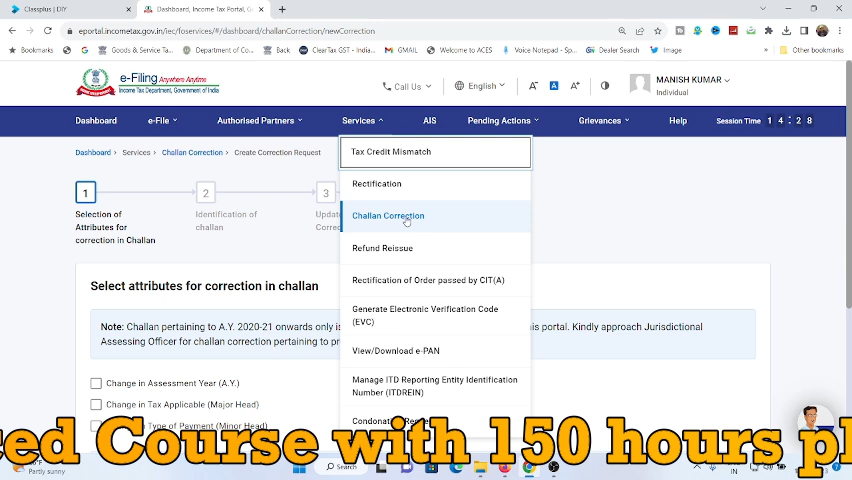 Classplus | DIY
Dashboard, Income Tax Portal, G
eportal.incometax.gov.in/iec/foservices/#/dashboard/challanCorrection/newCorrection
Bookmarks
Goods & Service Ta...
Department of Co...
Back
ClearTax GST - India...
GMAIL
Welcome to ACES
Voice Notepad - Sp...
Dealer Search
Image
Other bookmarks
e-Filing Anywhere Anytime
Income Tax Department, Government of India
Call Us
English
A
MANISH KUMAR
Individual
Dashboard
e-File
Authorised Partners
Services
AIS
Pending Actions
Grievances
Help
Session Time 1 4 : 2 8
Dashboard > Services > Challan Correction > Create Correction Request
1
2
3
Selection of
Attributes for
correction in Challan
Identification of
challan
Tax Credit Mismatch
Rectification
Challan Correction
Refund Reissue
Rectification of Order passed by CIT(A)
Generate Electronic Verification Code
(EVC)
View/Download e-PAN
Manage ITD Reporting Entity Identification
Number (ITDREIN)
Select attributes for correction in challan
Note: Challan pertaining to A.Y. 2020-21 onwards only is
his portal. Kindly approach Jurisdictional
Assessing Officer for challan correction pertaining to
Change in Assessment Year (A.Y.)
Change in Tax Applicable (Major Head)
Type of Payment (Minor Head)
Course with 150 hours
Partly sunny
Search
IN